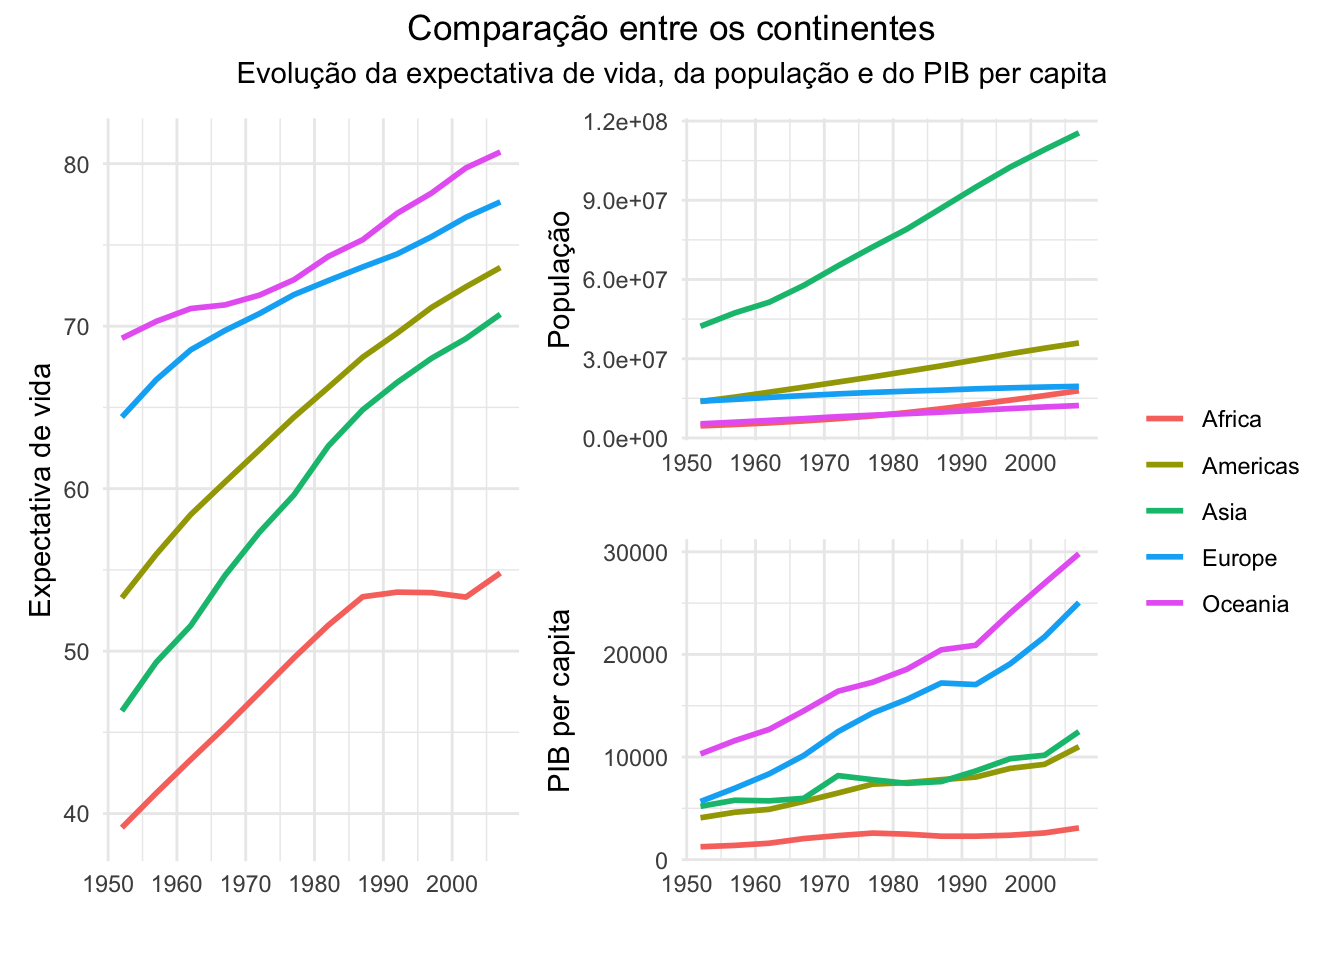 Comparação entre os continentes
Evolução da expectativa de vida, da população e do PIB per capita
Expectativa de vida
80
70
60
50
40
1950 1960 1970 1980 1990 2000
População
1.2e+08
9.0e+07
6.0e+07
3.0e+07
0.0e+00
1950 1960 1970 1980 1990 2000
PIB per capita
30000
20000
10000
0
1950 1960 1970 1980 1990 2000
Africa
Americas
Asia
Europe
Oceania